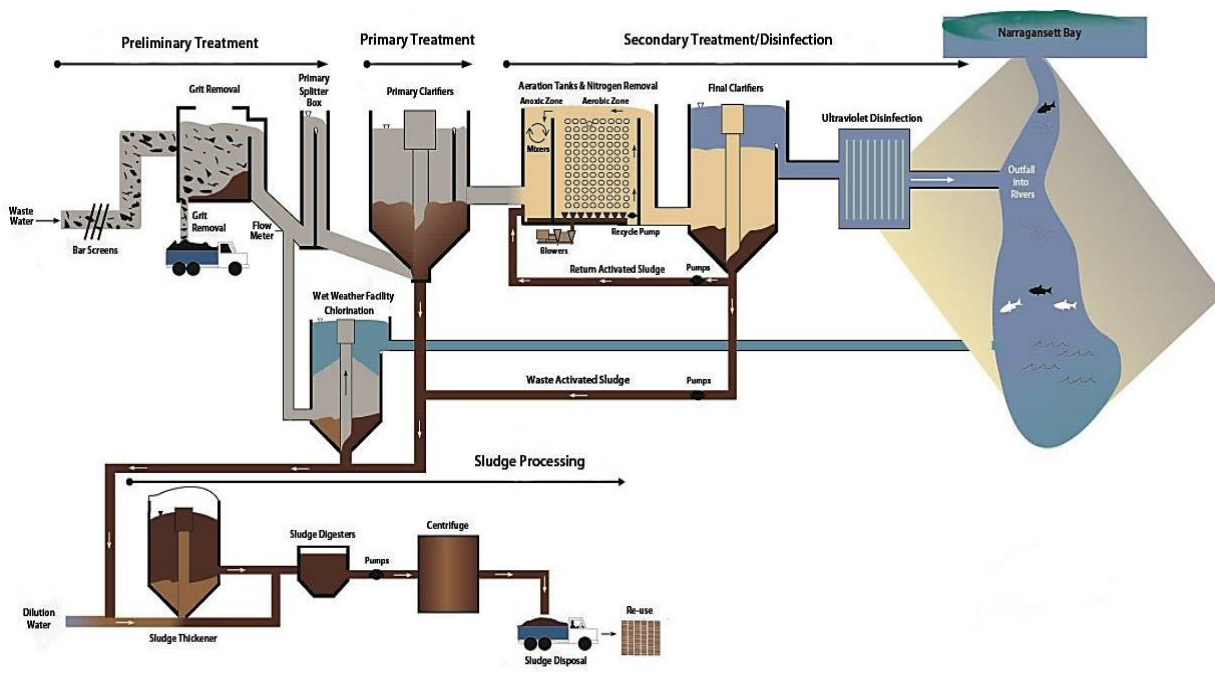 Preliminary Treatment
Primary Treatment
Secondary Treatment/Disinfection
Narragansett Bay
Grit Removal
Primary
Splitter
Box
Primary Clarifiers
Aeration Tanks & Nitrogen Removal
Anoxic Zone
Aerobic Zone
Final Clarifiers
Ultraviolet Disinfection
Mixers
Waste
Water
Bar Screens
Grit
Removal
Flow
Meter
Blowers
Recycle Pump
Outfall
into
Rivers
Return Activated Sludge
Pumps
Wet Weather Facility
Chlorination
Waste Activated Sludge
Pumps
Sludge Processing
Sludge Digesters
Pumps
Centrifuge
Dilution
Water
Sludge Thickener
Re-use
Sludge Disposal